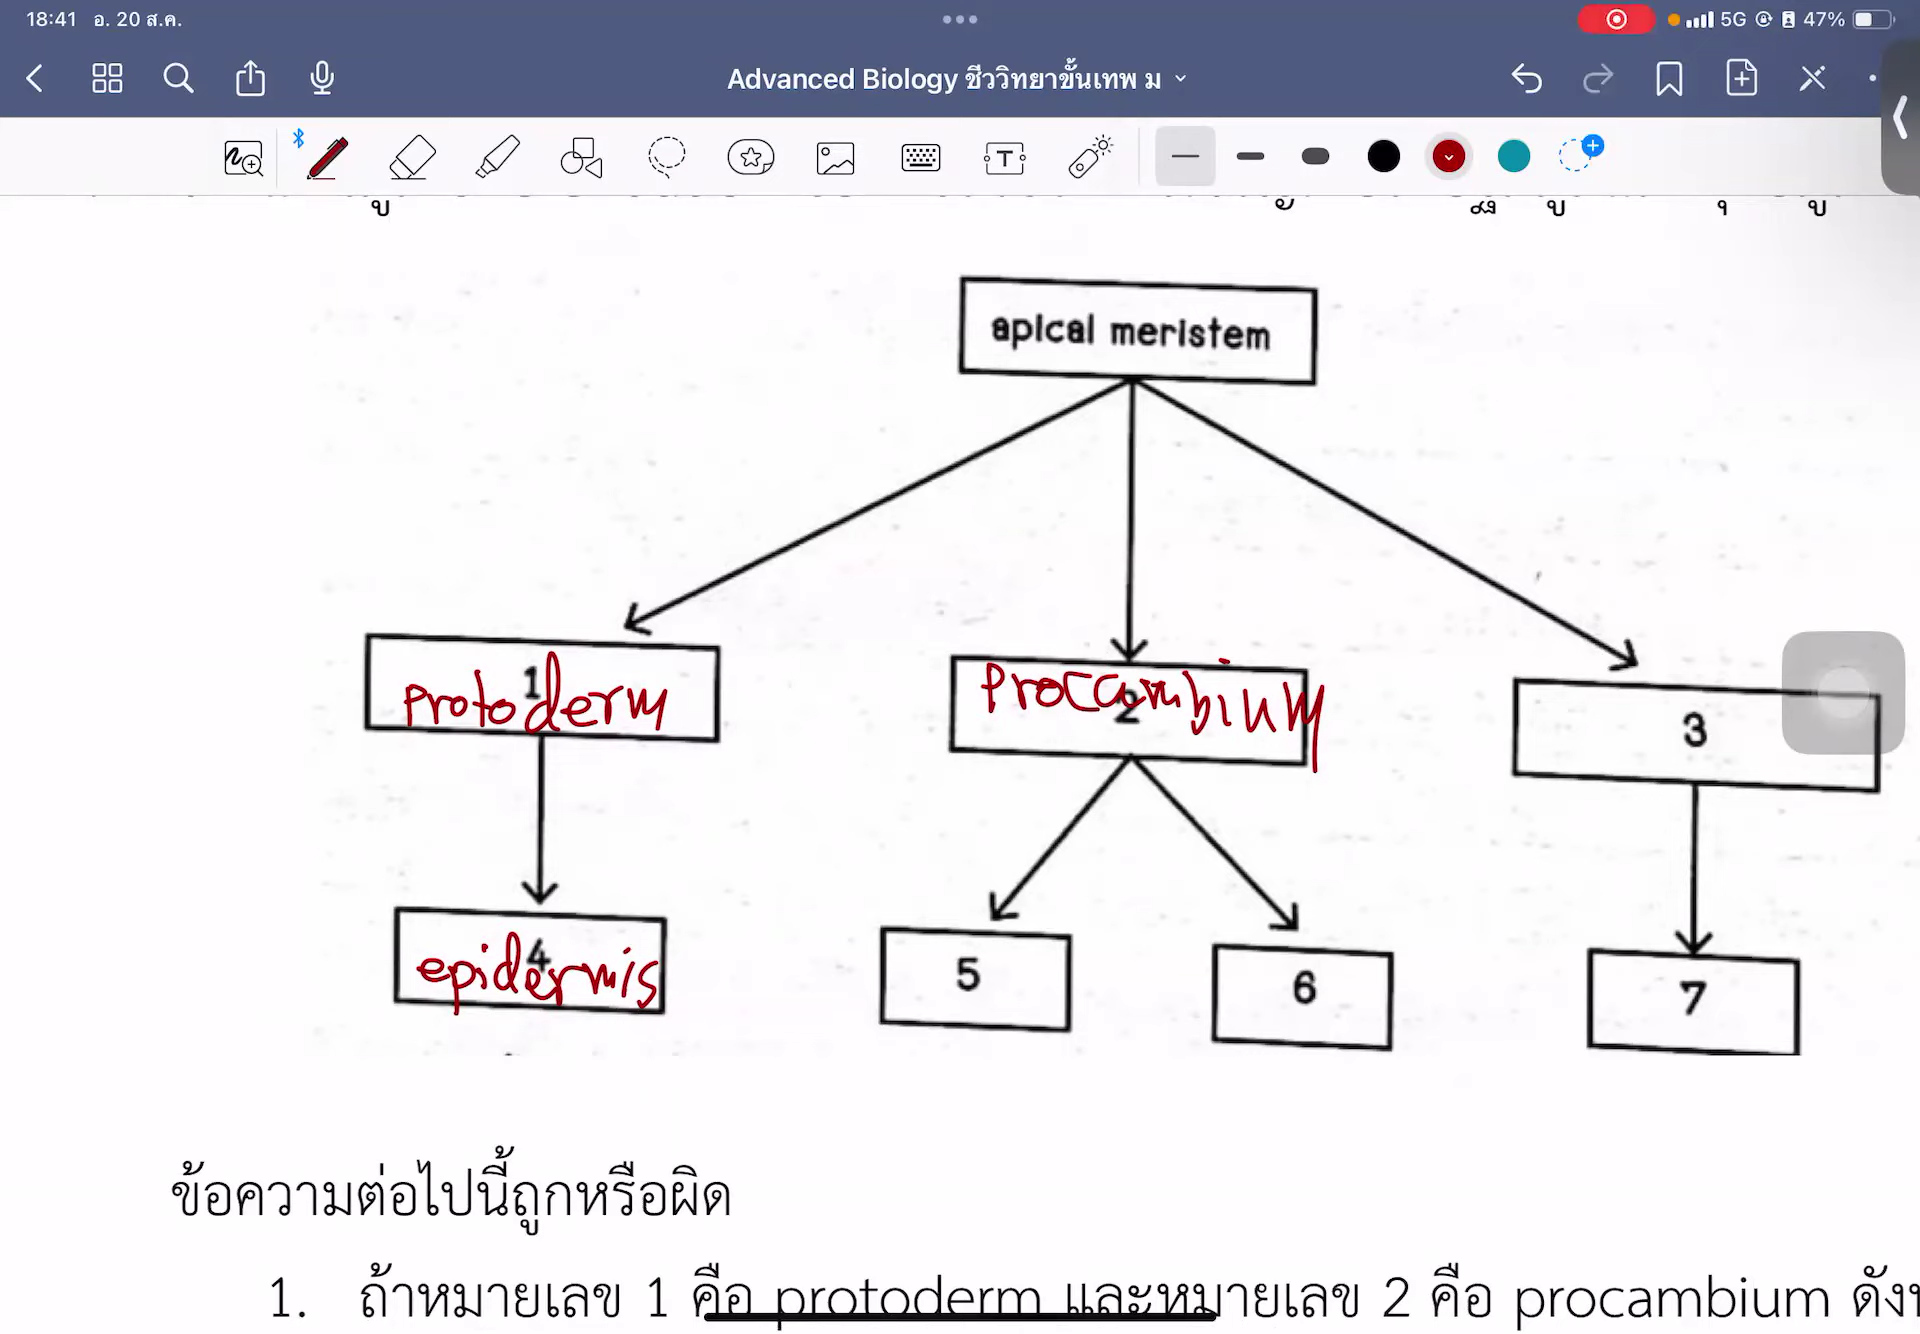 18:41 อ. 20 ส.ค.
5G 47%
Advanced Biology ชีววิทยาขั้นเทพ ม
T
apical meristem
1
protoderm
2
Procambium
3
4
epidermis
5
6
7
ข้อความต่อไปนี้ถูกหรือผิด
1. ถ้าหมายเลข 1 คือ protoderm และหมายเลข 2 คือ procambium